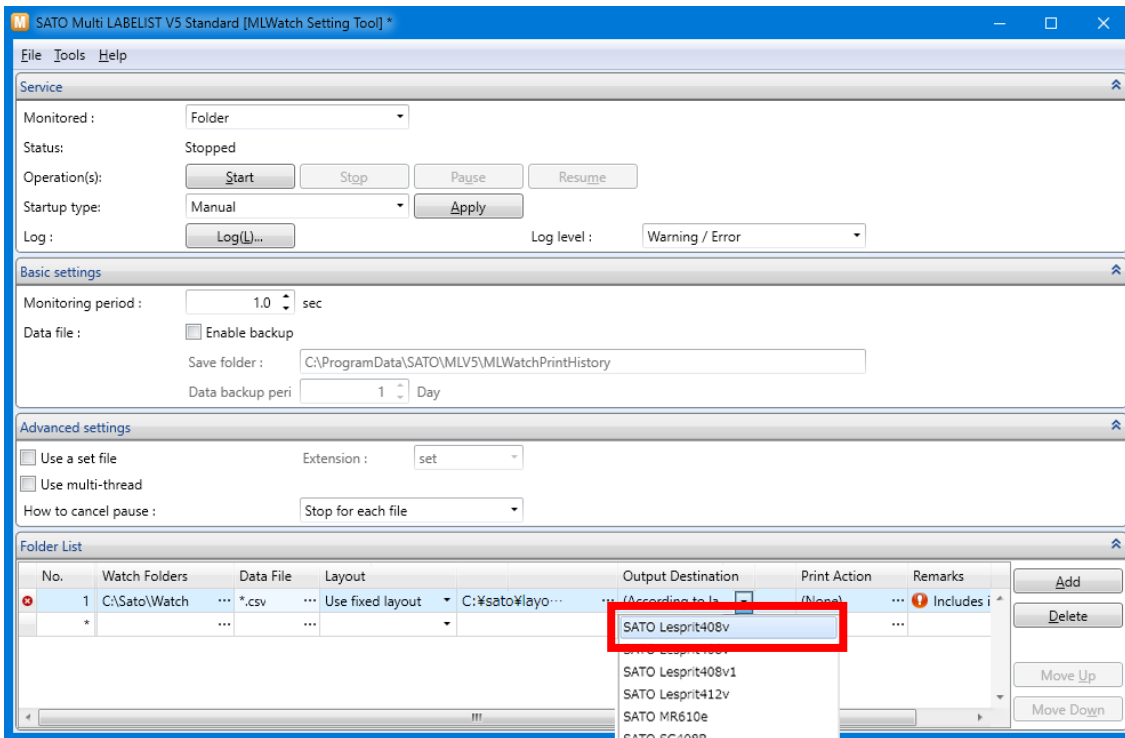 SATO Multi LABELIST V5 Standard [MLWatch Setting Tool] *
File Tools Help
Service
Monitored : Folder
Status: Stopped
Operation(s): Start Stop Pause Resume
Startup type: Manual Apply
Log : Log(L)... Log level : Warning / Error
Basic settings
Monitoring period : 1.0 sec
Data file : Enable backup
Save folder : C:\ProgramData\SATO\MLV5\MLWatchPrintHistory
Data backup peri 1 Day
Advanced settings
Use a set file Extension : set
Use multi-thread
How to cancel pause : Stop for each file
Folder List
No. Watch Folders Data File Layout Output Destination Print Action Remarks Add
1 C:\Sato\Watch ··· *.csv ··· Use fixed layout C:¥sato¥layo··· ··· (According to la (None) ··· Includes i
* ··· ··· ··· Delete
SATO Lesprit408v
SATO Lesprit408v1
SATO Lesprit412v
SATO MR610e
Move Up
Move Down